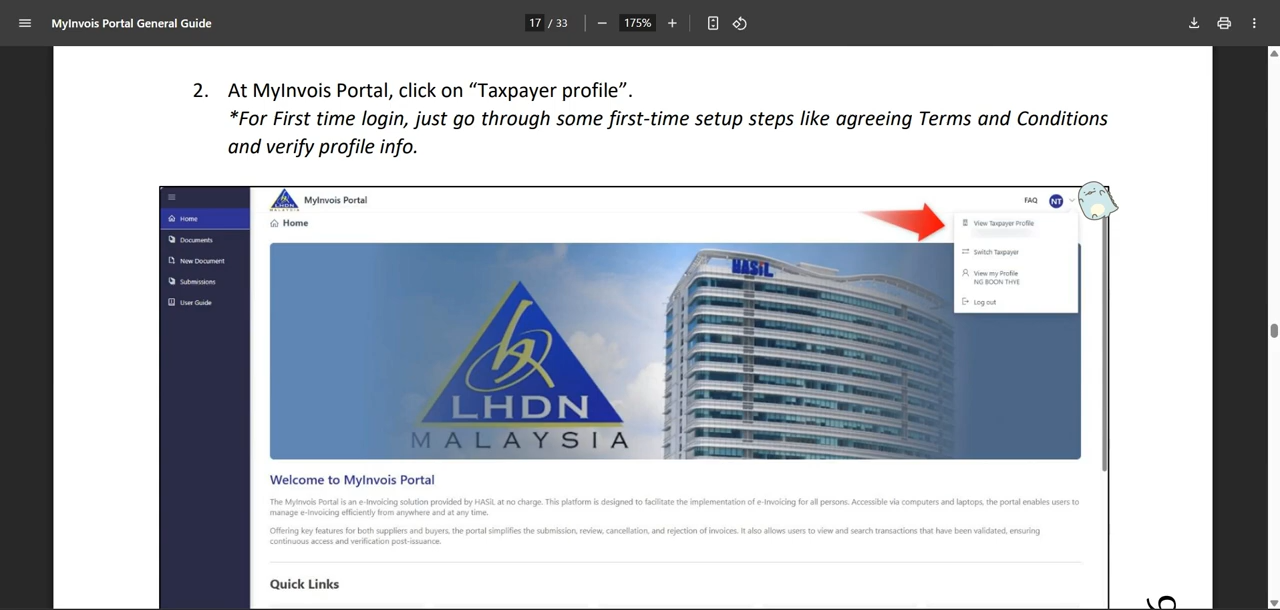 MyInvois Portal General Guide
17 / 33
175%
2. At MyInvois Portal, click on “Taxpayer profile”.
*For First time login, just go through some first-time setup steps like agreeing Terms and Conditions
and verify profile info.
LHDN
MALAYSIA
MyInvois Portal
FAQ
NT
Home
Home
Documents
New Document
Submissions
User Guide
View Taxpayer Profile
Switch Taxpayer
View my Profile
NG BOON THYE
Log out
HASiL
LHDN
MALAYSIA
Welcome to MyInvois Portal
The MyInvois Portal is an e-Invoicing solution provided by HASiL at no charge. This platform is designed to facilitate the implementation of e-Invoicing for all persons. Accessible via computers and laptops, the portal enables users to
manage e-Invoicing efficiently from anywhere and at any time.
Offering key features for both suppliers and buyers, the portal simplifies the submission, review, cancellation, and rejection of invoices. It also allows users to view and search transactions that have been validated, ensuring
continuous access and verification post-issuance.
Quick Links